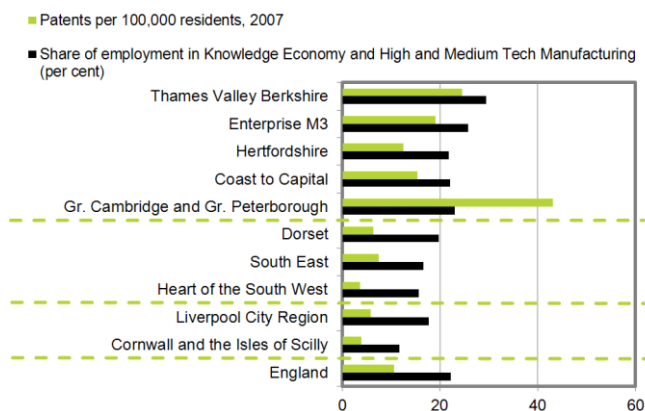 Patents per 100,000 residents, 2007
Share of employment in Knowledge Economy and High and Medium Tech Manufacturing
(per cent)
Thames Valley Berkshire
Enterprise M3
Hertfordshire
Coast to Capital
Gr. Cambridge and Gr. Peterborough
Dorset
South East
Heart of the South West
Liverpool City Region
Cornwall and the Isles of Scilly
England
0 20 40 60